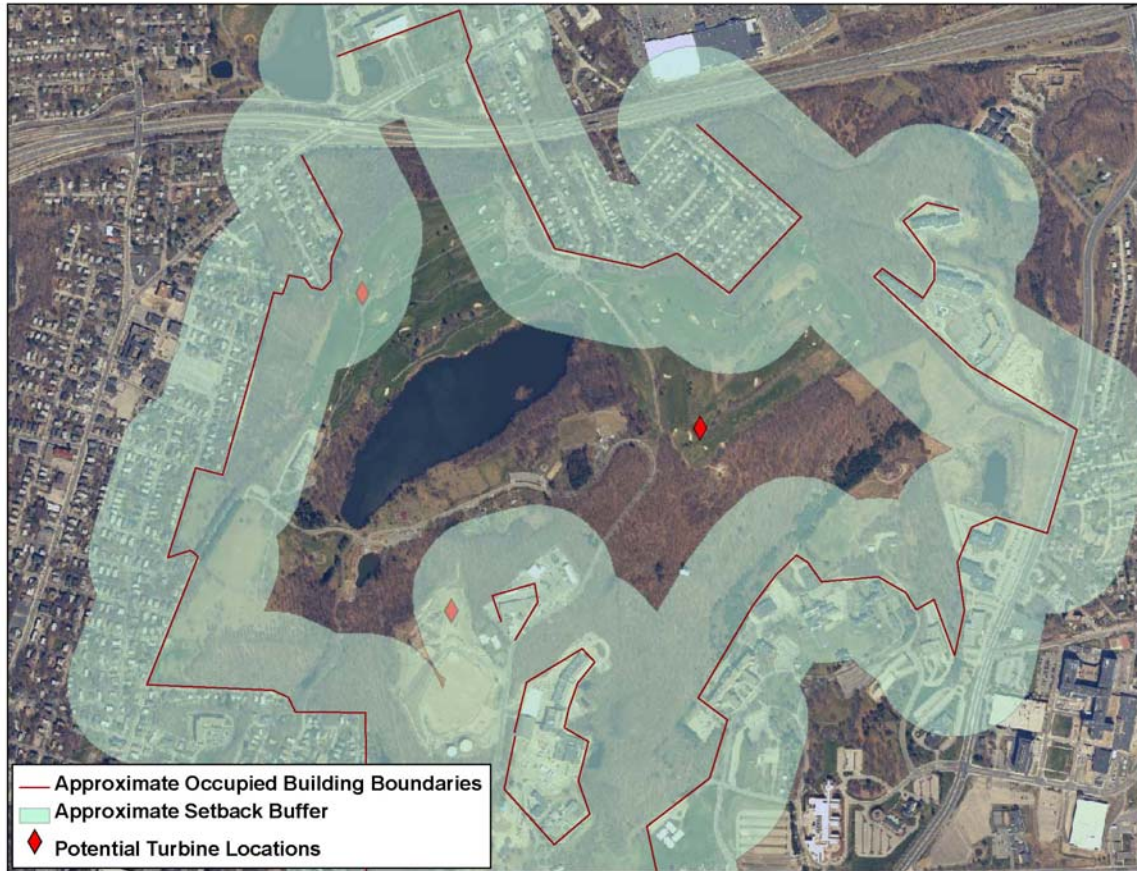 Approximate Occupied Building Boundaries
Approximate Setback Buffer
Potential Turbine Locations